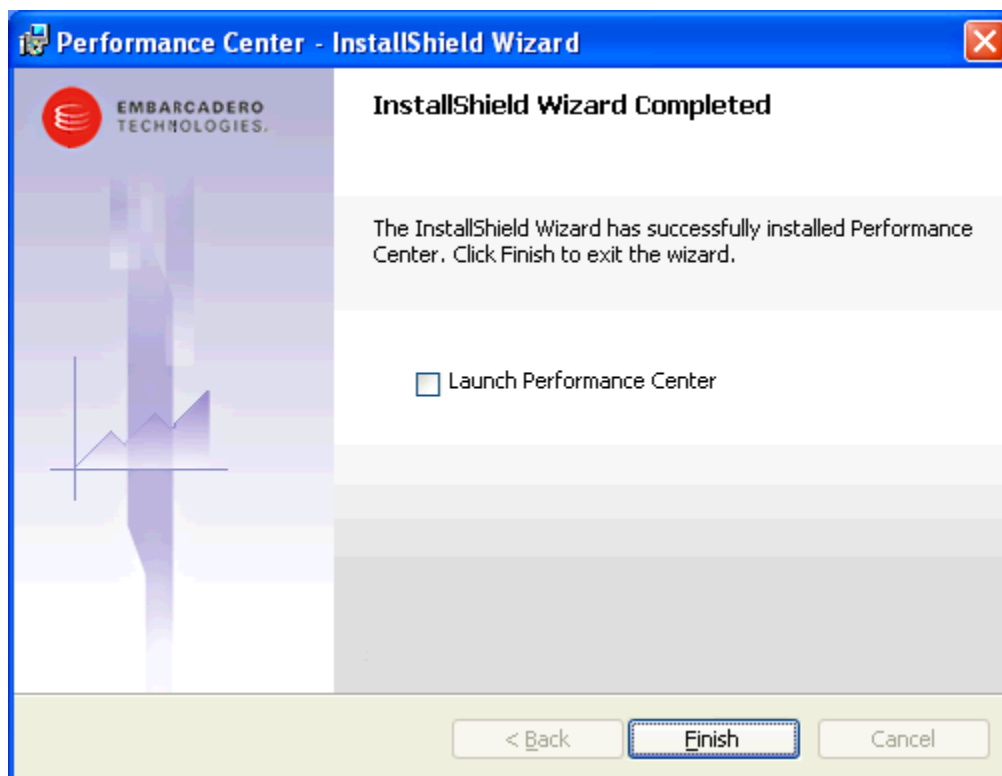 Performance Center - InstallShield Wizard
EMBARCADERO
TECHNOLOGIES.
InstallShield Wizard Completed
The InstallShield Wizard has successfully installed Performance
Center. Click Finish to exit the wizard.
Launch Performance Center
< Back
Finish
Cancel